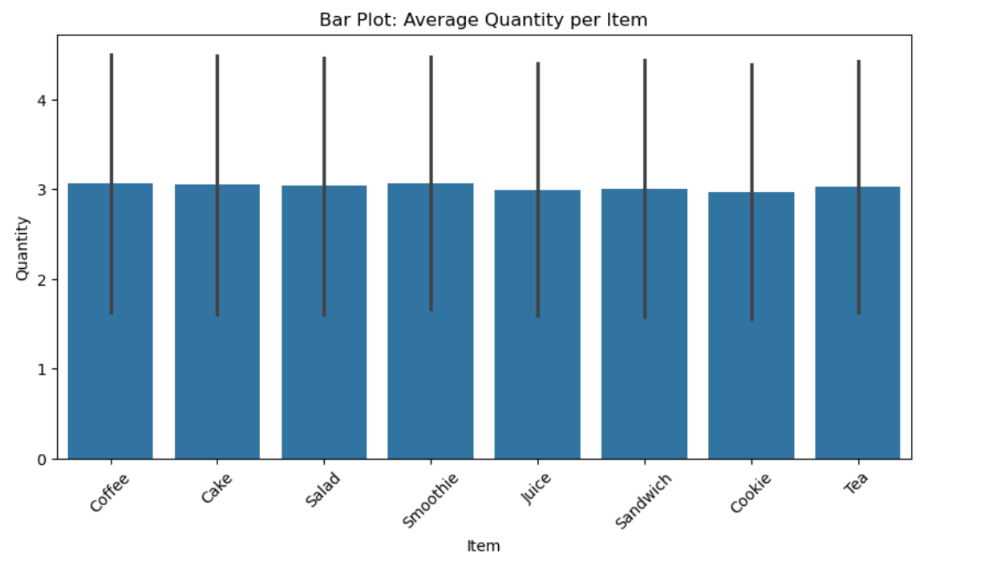 Bar Plot: Average Quantity per Item
Quantity
4
3
2
1
0
Coffee
Cake
Salad
Smoothie
Juice
Sandwich
Cookie
Tea
Item